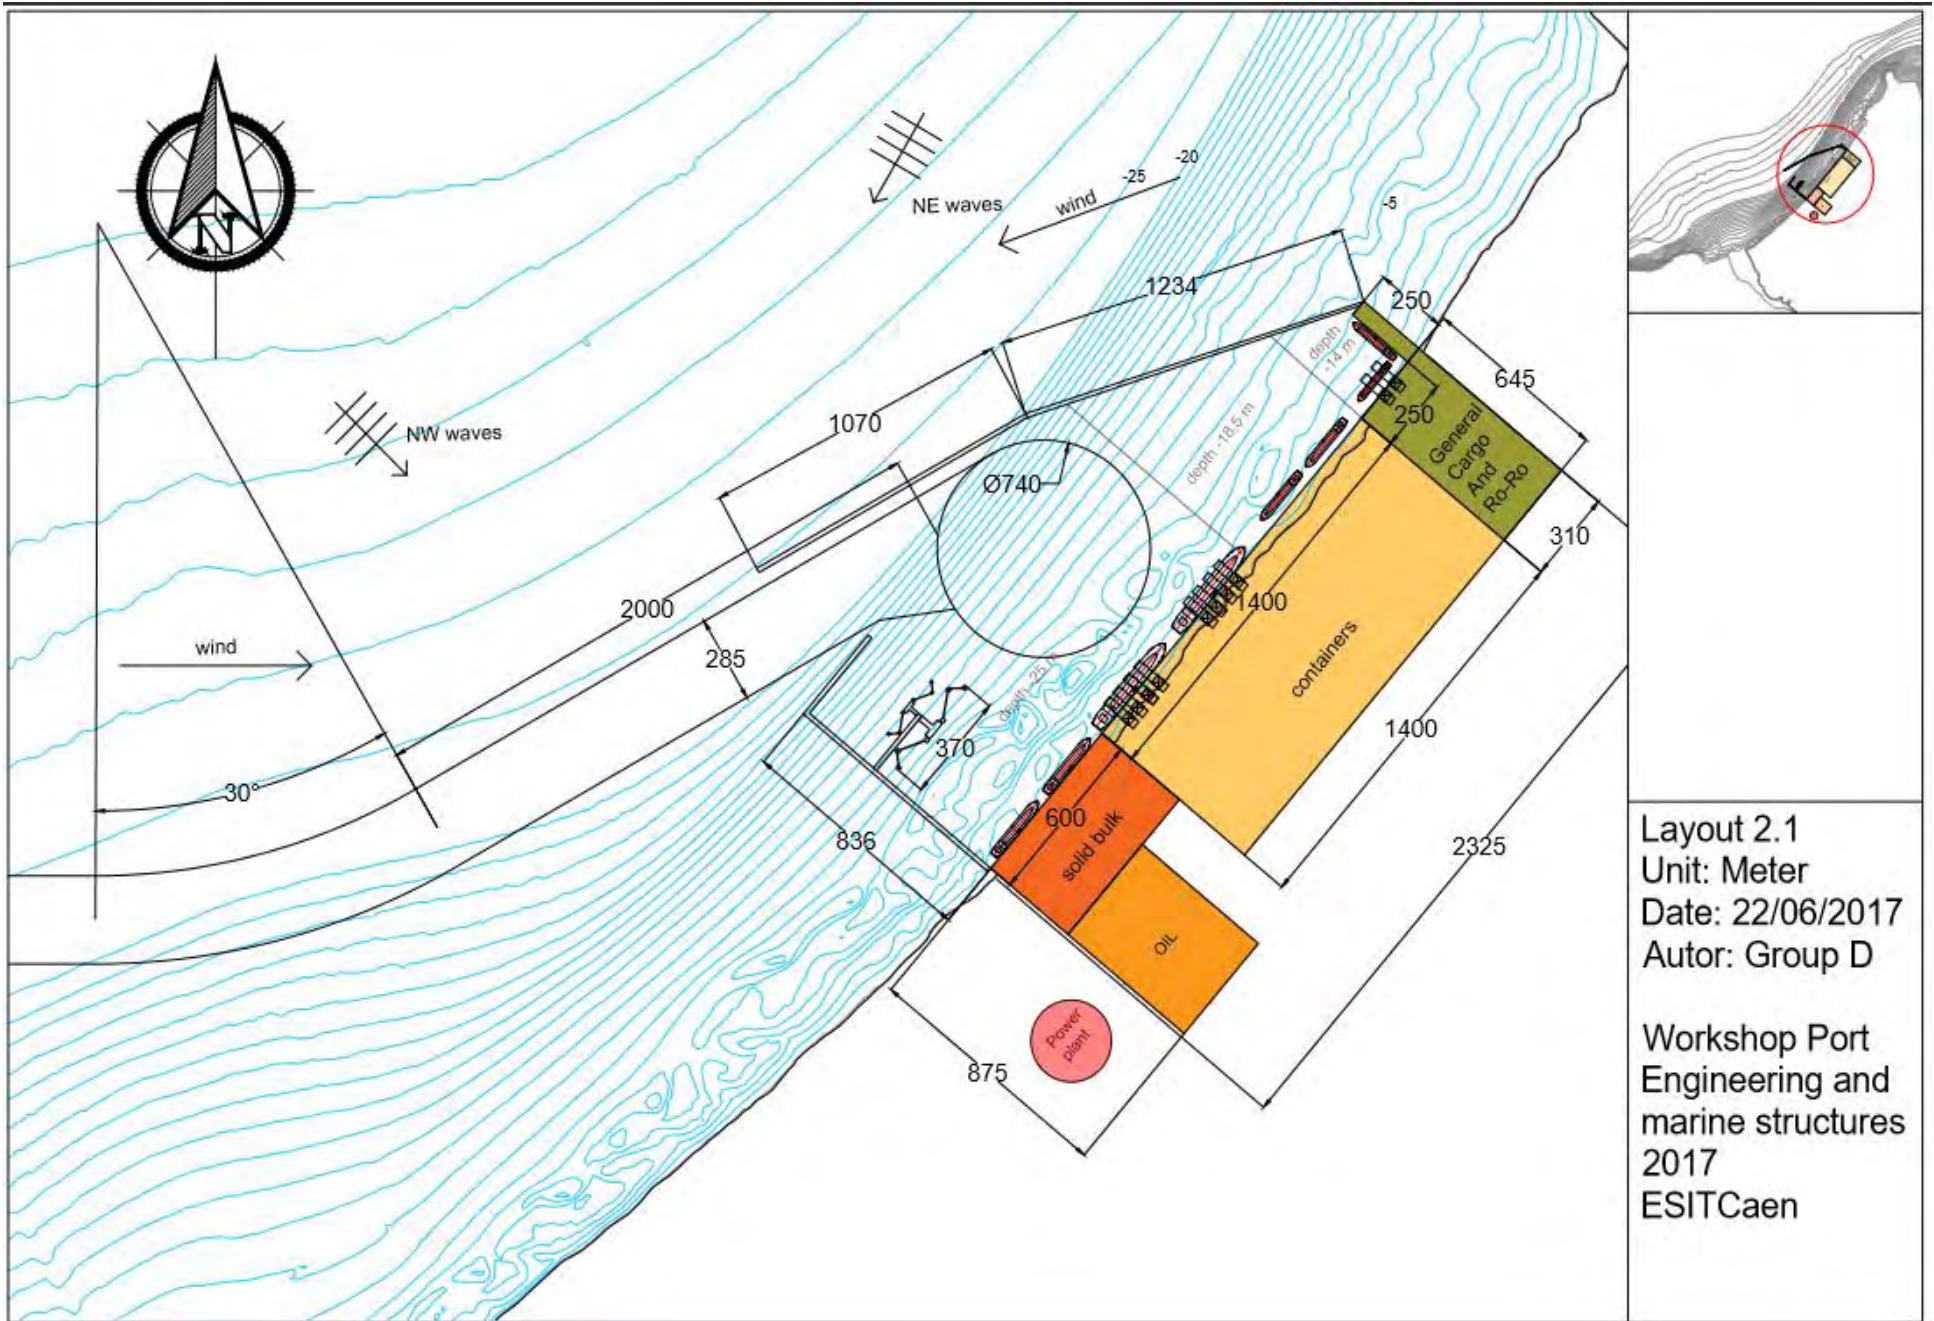 N
NE waves
wind
-25
-20
-5
1234
250
depth
-14 m
645
1070
NW waves
250
General
Cargo
And
Ro-Ro
depth -18,5 m
Ø740
310
2000
1400
wind
285
depth -25 m
containers
370
1400
30°
836
600
solid bulk
2325
OIL
Power
plant
875
Layout 2.1
Unit: Meter
Date: 22/06/2017
Autor: Group D
Workshop Port
Engineering and
marine structures
2017
ESITCaen